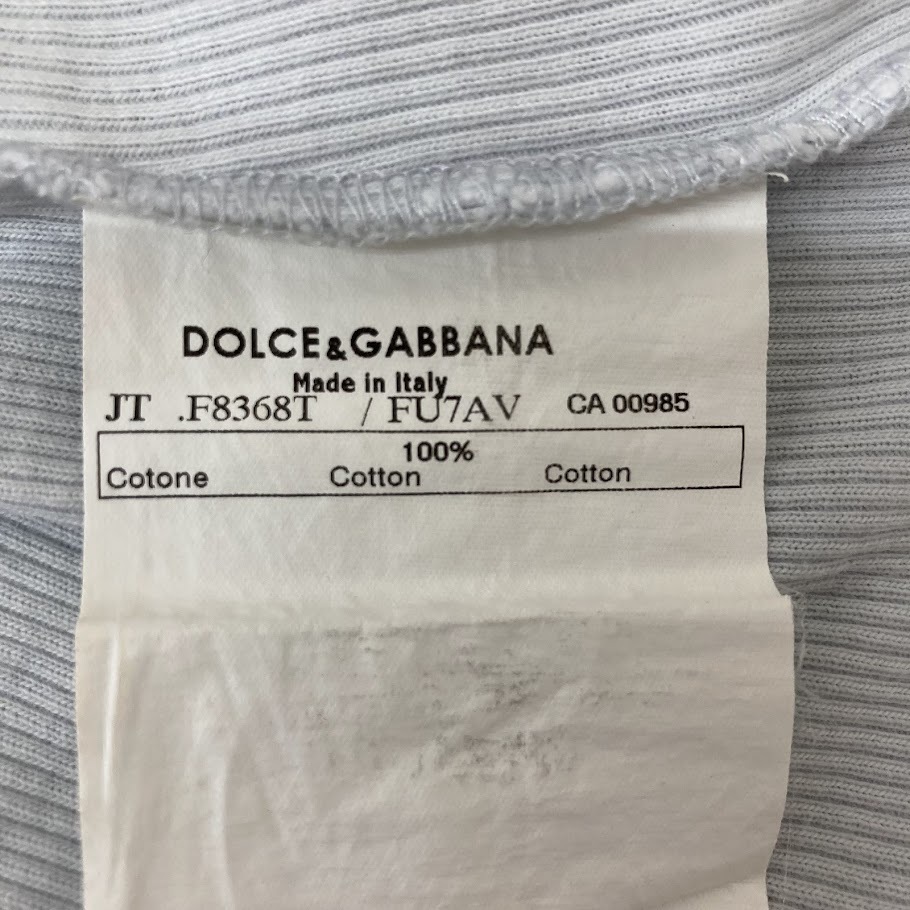 DOLCE&GABBANA
Made in Italy
JT .F8368T / FU7AV CA 00985
100%
Cotone Cotton Cotton